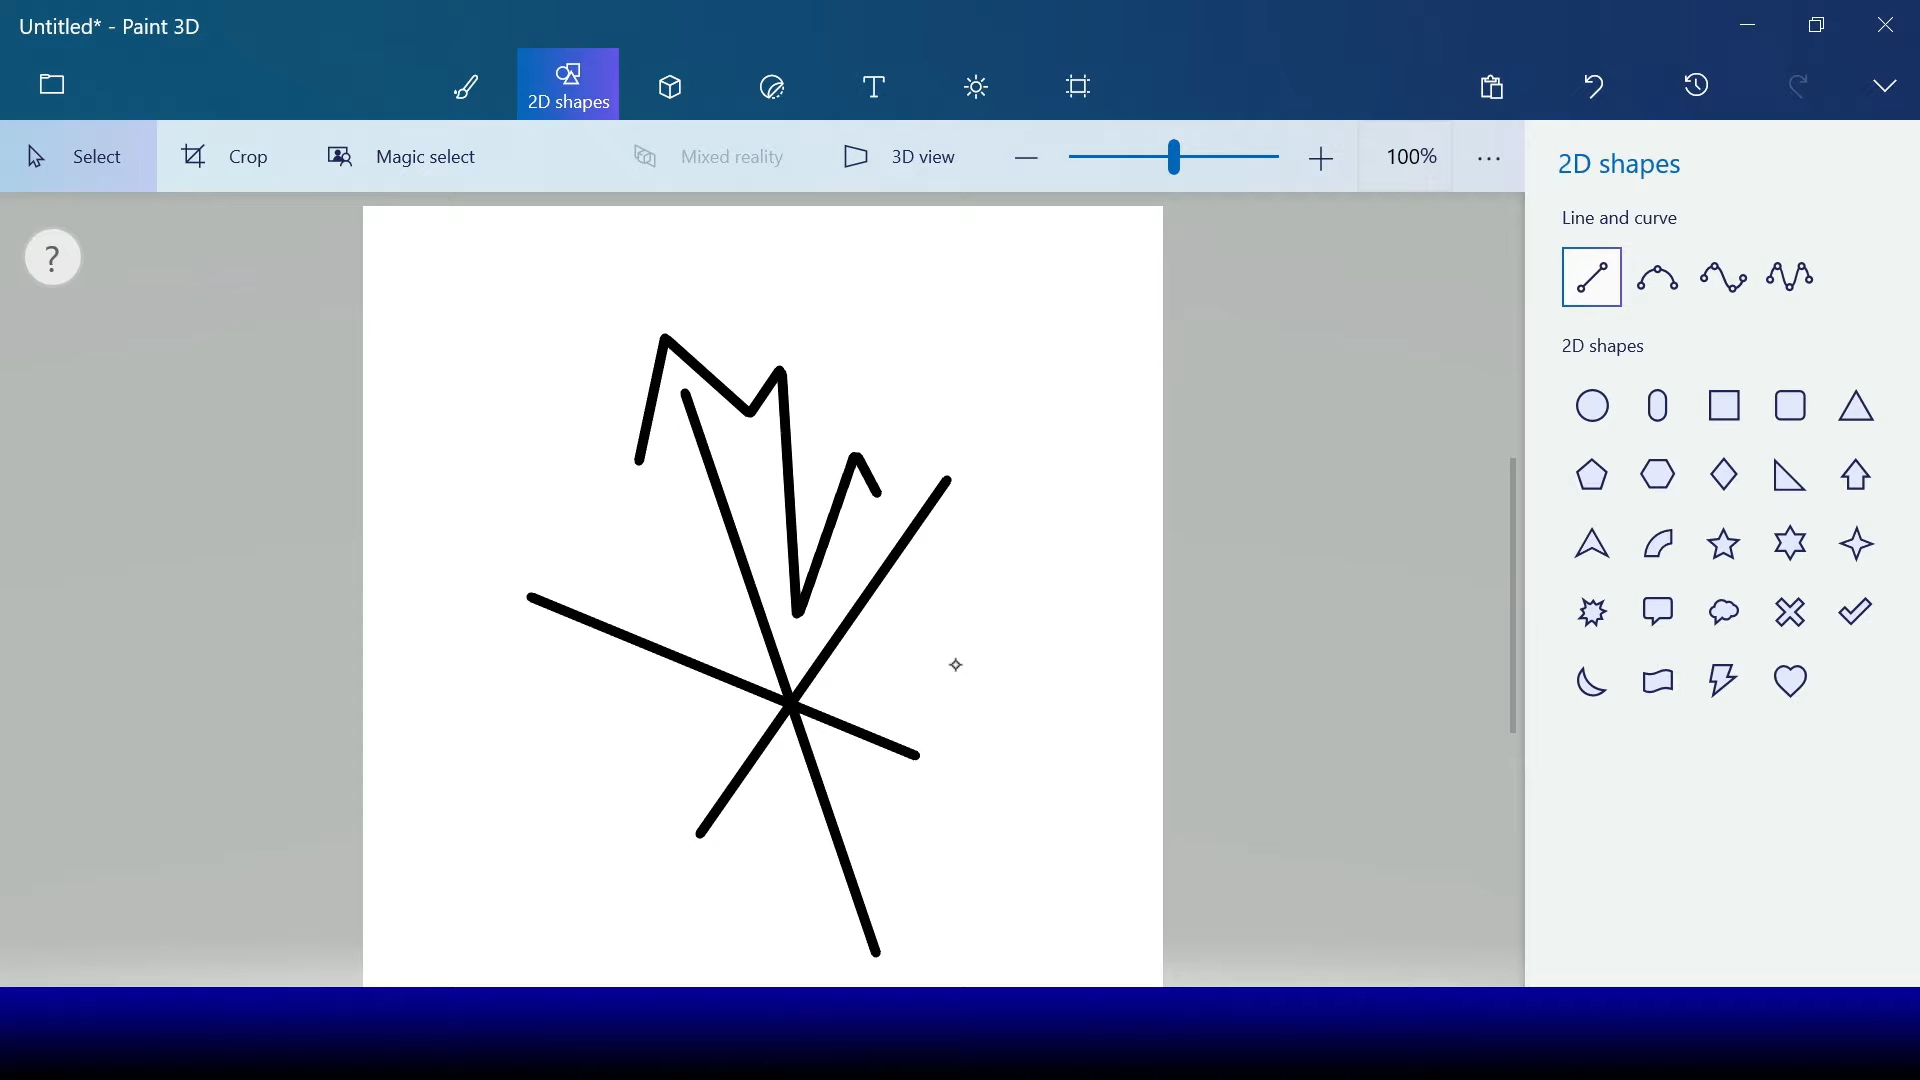 Untitled* - Paint 3D
2D shapes
Select
Crop
Magic select
Mixed reality
3D view
100%
2D shapes
Line and curve
2D shapes
?